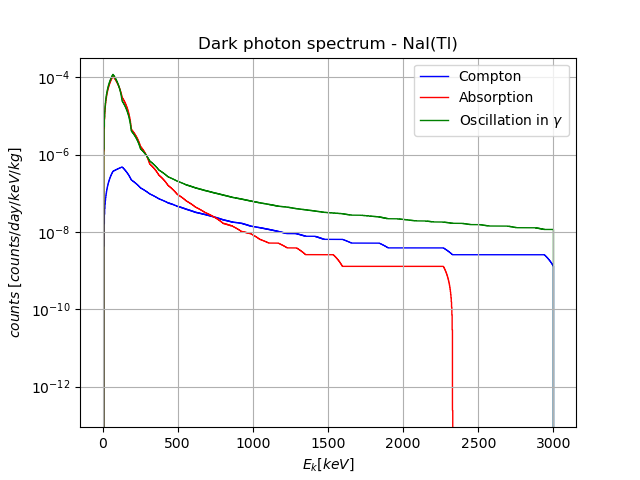 Dark photon spectrum - NaI(Tl)
Compton
Absorption
Oscillation in γ
counts [counts/day/keV/kg]
10⁻⁴
10⁻⁶
10⁻⁸
10⁻¹⁰
10⁻¹²
0 500 1000 1500 2000 2500 3000
Eₖ[keV]